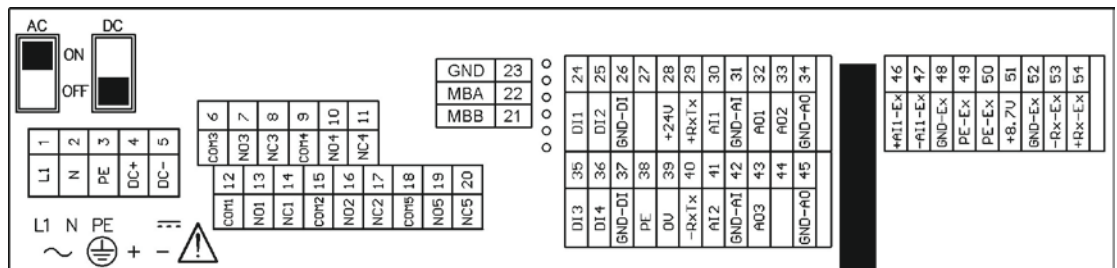 AC DC
ON
OFF
1 2 3 4 5
L1 N PE DC+ DC-
L1 N PE
+ -
6 7 8 9 10 11
COM3 NO3 NC3 COM4 NO4 NC4
12 13 14 15 16 17 18 19 20
COM1 NO1 NC1 COM2 NO2 NC2 COM5 NO5 NC5
GND 23
MBA 22
MBB 21
24 25 26 27 28 29 30 31 32 33 34
DI1 DI2 GND-DI +24V +RxTx AI1 GND-AI AO1 AO2 GND-AO
35 36 37 38 39 40 41 42 43 44 45
DI3 DI4 GND-DI PE 0V -RxTx AI2 GND-AI AO3 GND-AO
46 47 48 49 50 51 52 53 54
+AI1-Ex -AI1-Ex GND-Ex PE-Ex PE-Ex +8.7V GND-Ex -Rx-Ex +Rx-Ex